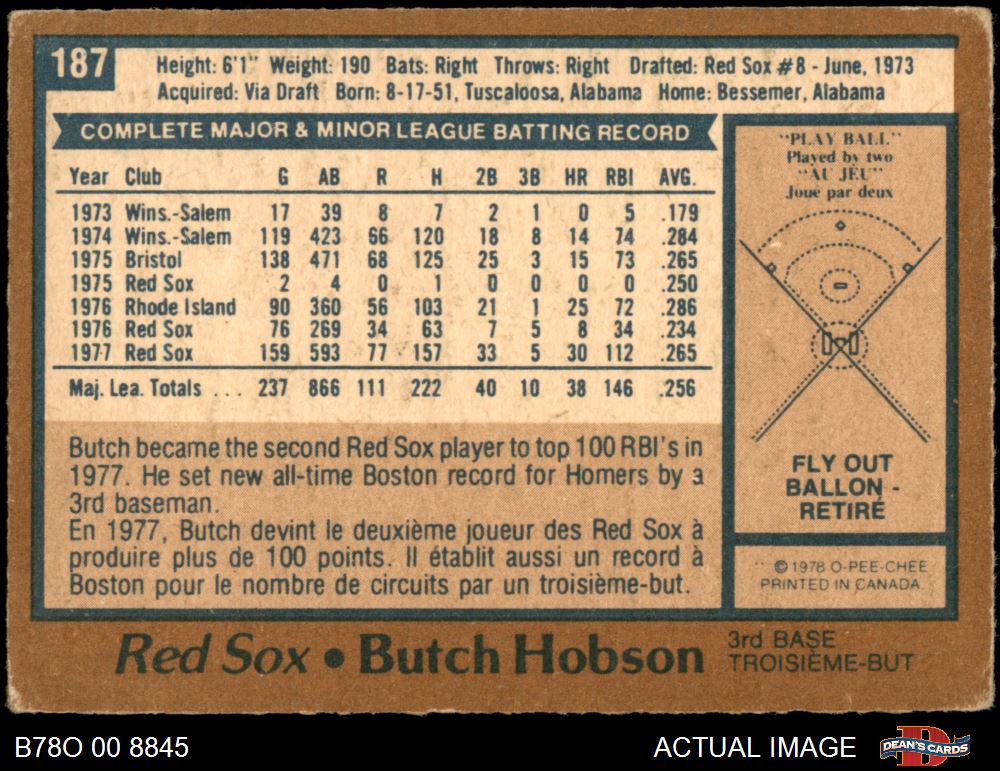 187
Height: 6'1" Weight: 190 Bats: Right Throws: Right Drafted: Red Sox #8 - June, 1973
Acquired: Via Draft Born: 8-17-51, Tuscaloosa, Alabama Home: Bessemer, Alabama
COMPLETE MAJOR & MINOR LEAGUE BATTING RECORD
Year Club G AB R H 2B 3B HR RBI AVG.
1973 Wins.-Salem 17 39 8 7 2 1 0 5 .179
1974 Wins.-Salem 119 423 66 120 18 8 14 74 .284
1975 Bristol 138 471 68 125 25 3 15 73 .265
1975 Red Sox 2 4 0 1 0 0 0 0 .250
1976 Rhode Island 90 360 56 103 21 1 25 72 .286
1976 Red Sox 76 269 34 63 7 5 8 34 .234
1977 Red Sox 159 593 77 157 33 5 30 112 .265
Maj. Lea. Totals ... 237 866 111 222 40 10 38 146 .256
Butch became the second Red Sox player to top 100 RBI's in
1977. He set new all-time Boston record for Homers by a
3rd baseman.
En 1977, Butch devint le deuxième joueur des Red Sox à
produire plus de 100 points. Il établit aussi un record à
Boston pour le nombre de circuits par un troisième-but.
"PLAY BALL"
Played by two
"AU JEU"
Joué par deux
FLY OUT
BALLON -
RETIRÉ
© 1978 O-PEE-CHEE
PRINTED IN CANADA
Red Sox • Butch Hobson
3rd BASE
TROISIÈME-BUT
B78O 00 8845
ACTUAL IMAGE
DEAN'S CARDS